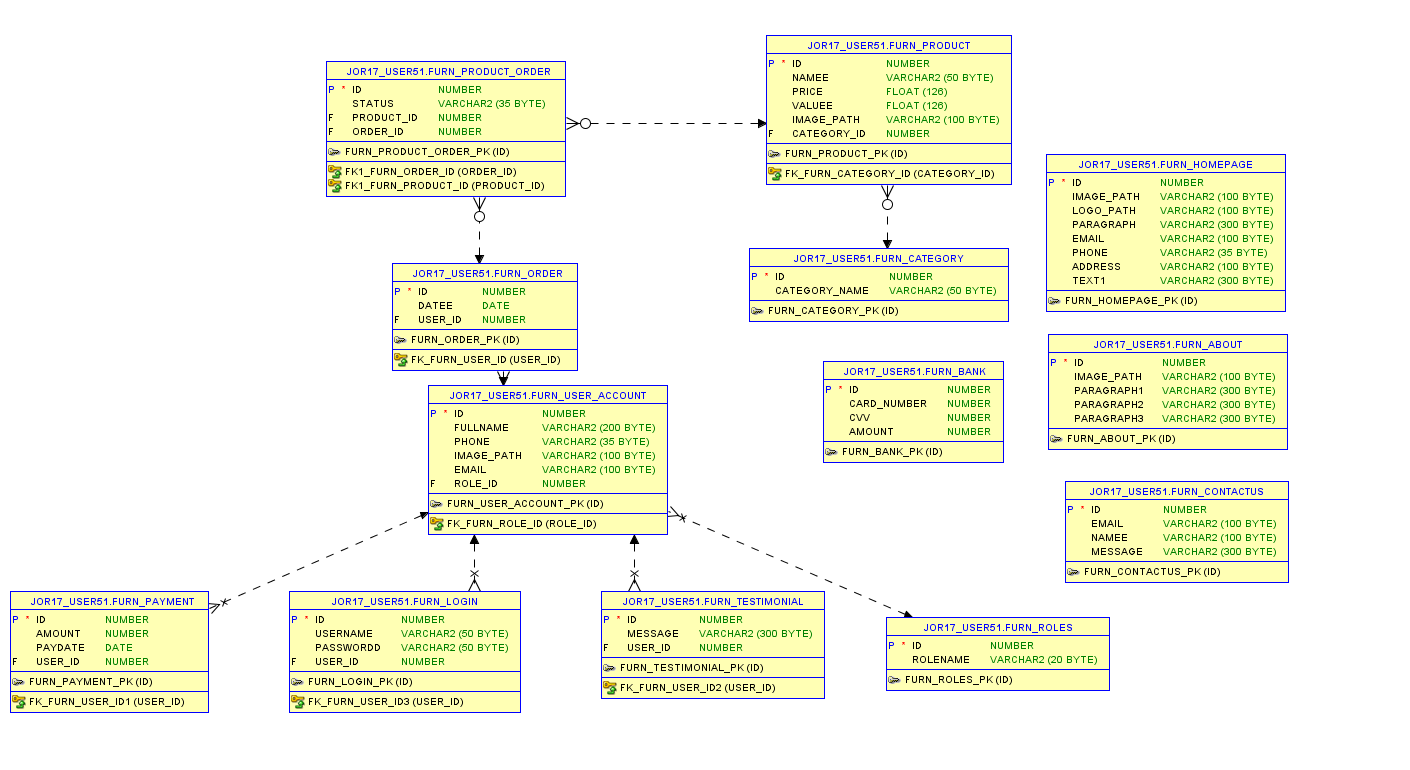 JOR17_USER51.FURN_PRODUCT_ORDER
P * ID NUMBER
STATUS VARCHAR2 (35 BYTE)
F PRODUCT_ID NUMBER
F ORDER_ID NUMBER
FURN_PRODUCT_ORDER_PK (ID)
FK1_FURN_ORDER_ID (ORDER_ID)
FK1_FURN_PRODUCT_ID (PRODUCT_ID)
JOR17_USER51.FURN_PRODUCT
P * ID NUMBER
NAMEE VARCHAR2 (50 BYTE)
PRICE FLOAT (126)
VALUEE FLOAT (126)
IMAGE_PATH VARCHAR2 (100 BYTE)
F CATEGORY_ID NUMBER
FURN_PRODUCT_PK (ID)
FK_FURN_CATEGORY_ID (CATEGORY_ID)
JOR17_USER51.FURN_HOMEPAGE
P * ID NUMBER
IMAGE_PATH VARCHAR2 (100 BYTE)
LOGO_PATH VARCHAR2 (100 BYTE)
PARAGRAPH VARCHAR2 (300 BYTE)
EMAIL VARCHAR2 (100 BYTE)
PHONE VARCHAR2 (35 BYTE)
ADDRESS VARCHAR2 (100 BYTE)
TEXT1 VARCHAR2 (300 BYTE)
FURN_HOMEPAGE_PK (ID)
JOR17_USER51.FURN_ORDER
P * ID NUMBER
DATEE DATE
F USER_ID NUMBER
FURN_ORDER_PK (ID)
FK_FURN_USER_ID (USER_ID)
JOR17_USER51.FURN_CATEGORY
P * ID NUMBER
CATEGORY_NAME VARCHAR2 (50 BYTE)
FURN_CATEGORY_PK (ID)
JOR17_USER51.FURN_ABOUT
P * ID NUMBER
IMAGE_PATH VARCHAR2 (100 BYTE)
PARAGRAPH1 VARCHAR2 (300 BYTE)
PARAGRAPH2 VARCHAR2 (300 BYTE)
PARAGRAPH3 VARCHAR2 (300 BYTE)
FURN_ABOUT_PK (ID)
JOR17_USER51.FURN_BANK
P * ID NUMBER
CARD_NUMBER NUMBER
CVV NUMBER
AMOUNT NUMBER
FURN_BANK_PK (ID)
JOR17_USER51.FURN_USER_ACCOUNT
P * ID NUMBER
FULLNAME VARCHAR2 (200 BYTE)
PHONE VARCHAR2 (35 BYTE)
IMAGE_PATH VARCHAR2 (100 BYTE)
EMAIL VARCHAR2 (100 BYTE)
F ROLE_ID NUMBER
FURN_USER_ACCOUNT_PK (ID)
FK_FURN_ROLE_ID (ROLE_ID)
JOR17_USER51.FURN_CONTACTUS
P * ID NUMBER
EMAIL VARCHAR2 (100 BYTE)
NAMEE VARCHAR2 (100 BYTE)
MESSAGE VARCHAR2 (300 BYTE)
FURN_CONTACTUS_PK (ID)
JOR17_USER51.FURN_PAYMENT
P * ID NUMBER
AMOUNT NUMBER
PAYDATE DATE
F USER_ID NUMBER
FURN_PAYMENT_PK (ID)
FK_FURN_USER_ID1 (USER_ID)
JOR17_USER51.FURN_LOGIN
P * ID NUMBER
USERNAME VARCHAR2 (50 BYTE)
PASSWORDD VARCHAR2 (50 BYTE)
F USER_ID NUMBER
FURN_LOGIN_PK (ID)
FK_FURN_USER_ID3 (USER_ID)
JOR17_USER51.FURN_TESTIMONIAL
P * ID NUMBER
MESSAGE VARCHAR2 (300 BYTE)
F USER_ID NUMBER
FURN_TESTIMONIAL_PK (ID)
FK_FURN_USER_ID2 (USER_ID)
JOR17_USER51.FURN_ROLES
P * ID NUMBER
ROLENAME VARCHAR2 (20 BYTE)
FURN_ROLES_PK (ID)